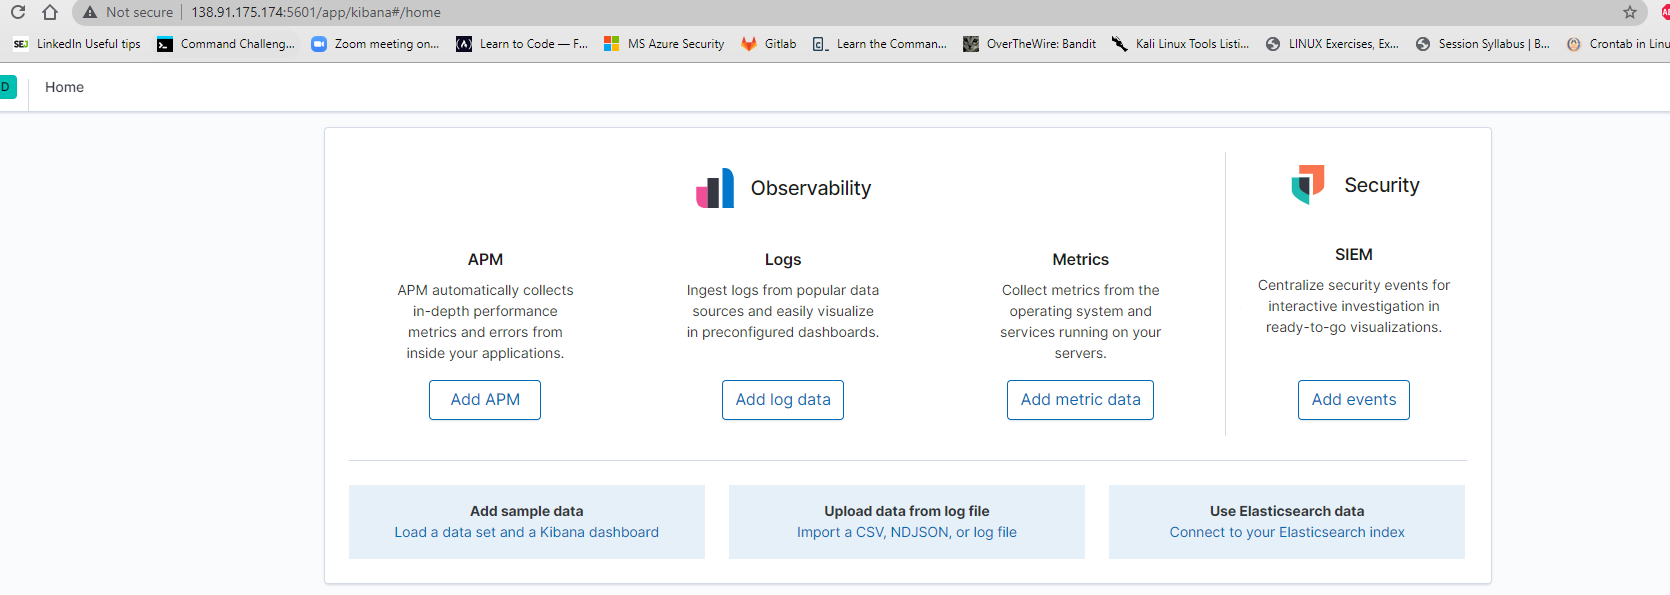 Not secure | 138.91.175.174:5601/app/kibana#/home
SEJ LinkedIn Useful tips Command Challeng... Zoom meeting on... (A) Learn to Code — F... MS Azure Security Gitlab Learn the Comman... OverTheWire: Bandit Kali Linux Tools Listi... LINUX Exercises, Ex... Session Syllabus | B... Crontab in Linu
D Home
Observability
APM
APM automatically collects
in-depth performance
metrics and errors from
inside your applications.
Add APM
Logs
Ingest logs from popular data
sources and easily visualize
in preconfigured dashboards.
Add log data
Metrics
Collect metrics from the
operating system and
services running on your
servers.
Add metric data
Security
SIEM
Centralize security events for
interactive investigation in
ready-to-go visualizations.
Add events
Add sample data
Load a data set and a Kibana dashboard
Upload data from log file
Import a CSV, NDJSON, or log file
Use Elasticsearch data
Connect to your Elasticsearch index